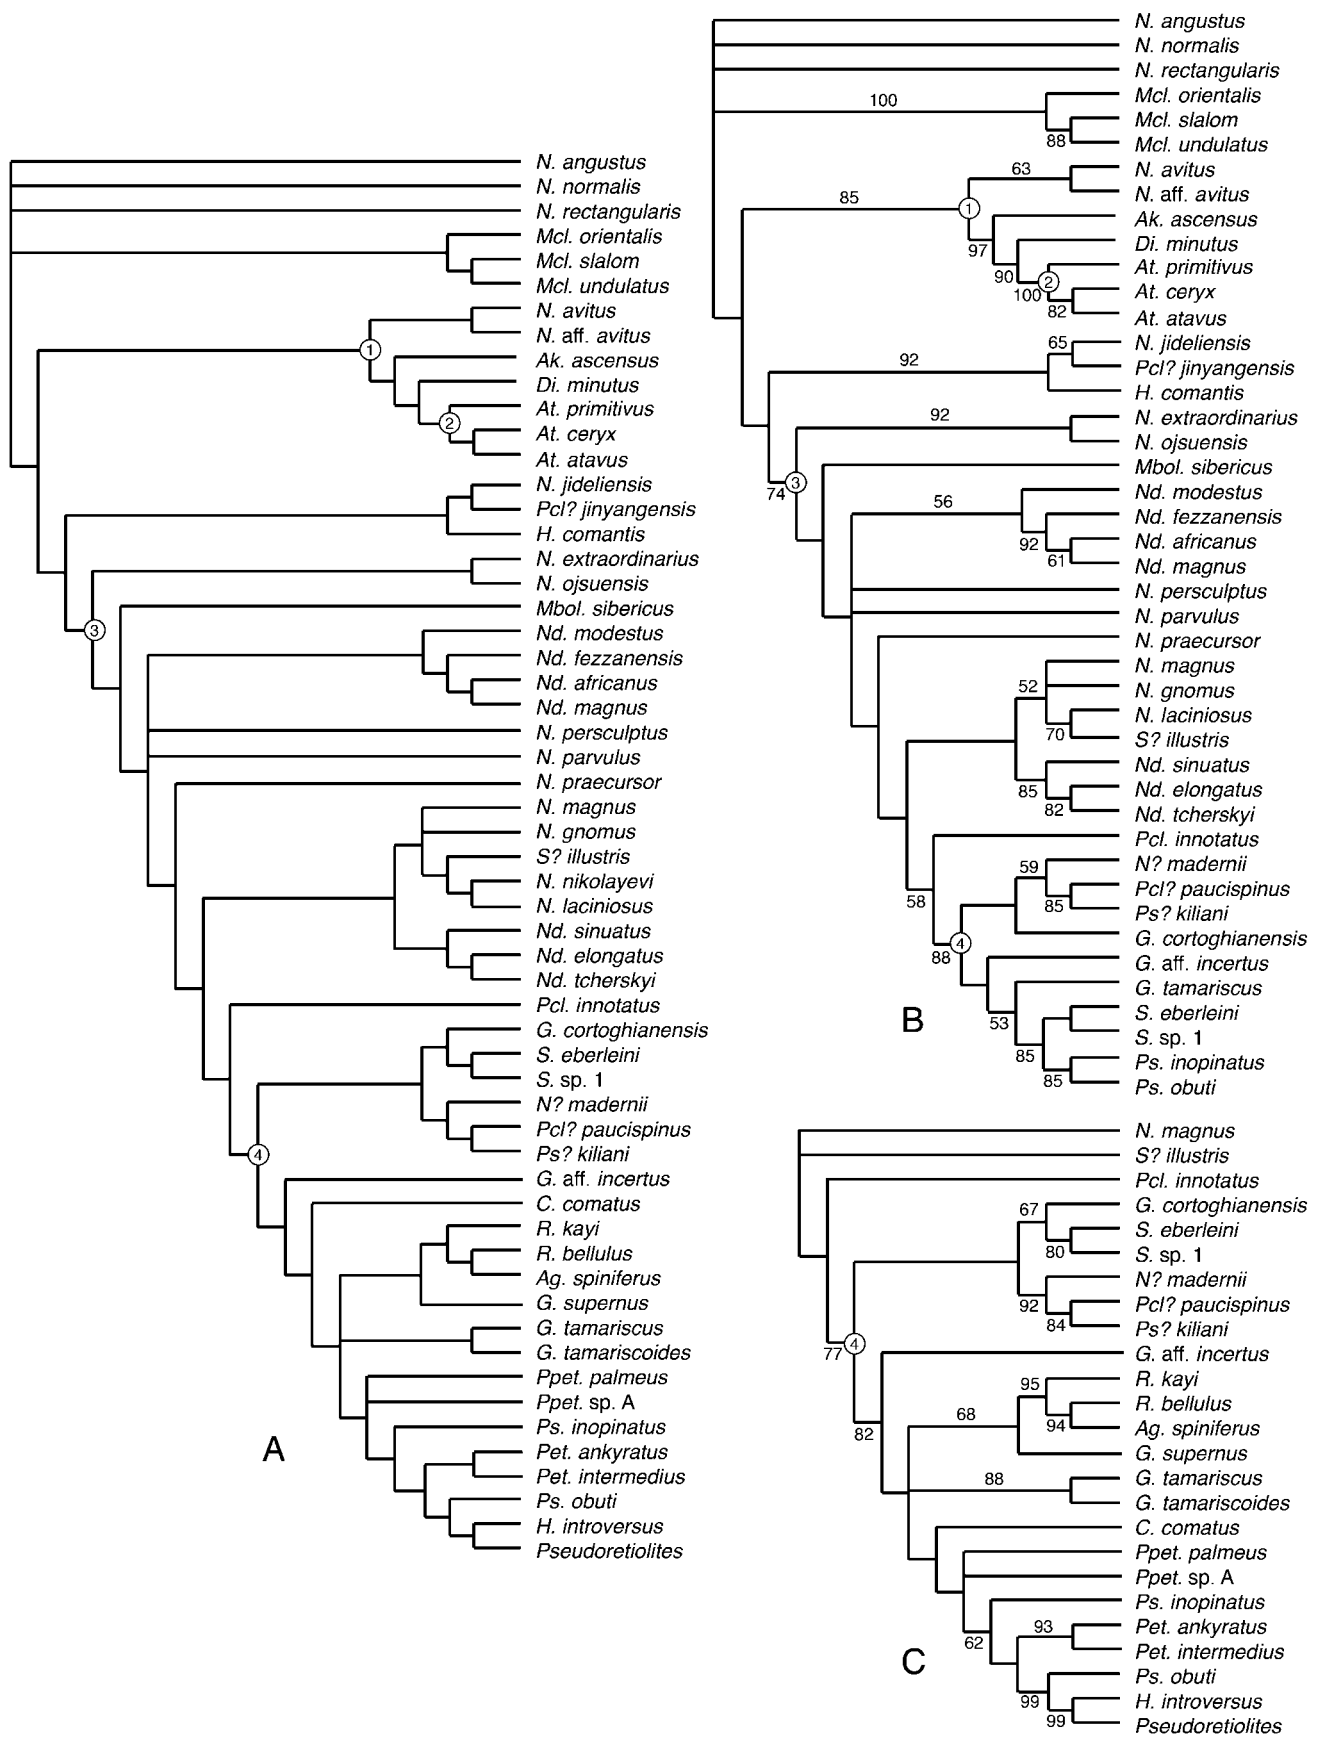 N. angustus
N. normalis
N. rectangularis
Mcl. orientalis
Mcl. slalom
Mcl. undulatus
N. avitus
N. aff. avitus
1
Ak. ascensus
Di. minutus
At. primitivus
2
At. ceryx
At. atavus
N. jideliensis
Pcl? jinyangensis
H. comantis
N. extraordinarius
N. ojsuensis
Mbol. sibericus
3
Nd. modestus
Nd. fezzanensis
Nd. africanus
Nd. magnus
N. persculptus
N. parvulus
N. praecursor
N. magnus
N. gnomus
S? illustris
N. nikolayevi
N. laciniosus
Nd. sinuatus
Nd. elongatus
Nd. tcherskyi
Pcl. innotatus
G. cortoghianensis
S. eberleini
S. sp. 1
N? madernii
Pcl? paucispinus
Ps? kiliani
4
G. aff. incertus
C. comatus
R. kayi
R. bellulus
Ag. spiniferus
G. supernus
G. tamariscus
G. tamariscoides
Ppet. palmeus
Ppet. sp. A
Ps. inopinatus
A
Pet. ankyratus
Pet. intermedius
Ps. obuti
H. introversus
Pseudoretiolites
N. angustus
N. normalis
N. rectangularis
100
Mcl. orientalis
Mcl. slalom
88
Mcl. undulatus
63
N. avitus
N. aff. avitus
85
1
Ak. ascensus
97
Di. minutus
At. primitivus
90
2
100
At. ceryx
82
At. atavus
65
N. jideliensis
92
Pcl? jinyangensis
H. comantis
92
N. extraordinarius
N. ojsuensis
Mbol. sibericus
74
3
56
Nd. modestus
Nd. fezzanensis
92
Nd. africanus
61
Nd. magnus
N. persculptus
N. parvulus
N. praecursor
N. magnus
52
N. gnomus
N. laciniosus
70
S? illustris
Nd. sinuatus
85
Nd. elongatus
82
Nd. tcherskyi
Pcl. innotatus
59
N? madernii
Pcl? paucispinus
58
85
Ps? kiliani
G. cortoghianensis
88
4
G. aff. incertus
G. tamariscus
B
53
S. eberleini
S. sp. 1
85
Ps. inopinatus
85
Ps. obuti
N. magnus
S? illustris
Pcl. innotatus
67
G. cortoghianensis
S. eberleini
80
S. sp. 1
N? madernii
92
Pcl? paucispinus
84
Ps? kiliani
77
4
G. aff. incertus
95
R. kayi
R. bellulus
68
94
Ag. spiniferus
82
G. supernus
88
G. tamariscus
G. tamariscoides
C. comatus
Ppet. palmeus
Ppet. sp. A
Ps. inopinatus
62
93
Pet. ankyratus
Pet. intermedius
C
Ps. obuti
99
H. introversus
99
Pseudoretiolites